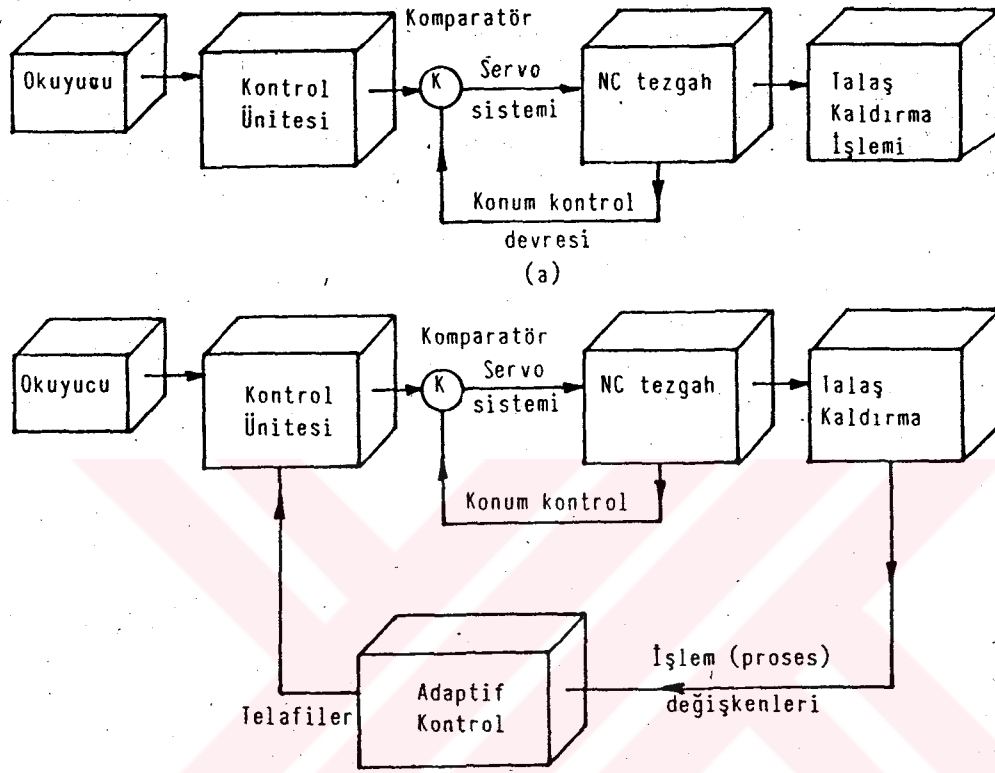 Komparatör
Okuyucu
Kontrol
Ünitesi
K
Servo
sistemi
NC tezgah
Talaş
Kaldırma
İşlemi
Konum kontrol
devresi
(a)
Komparatör
Okuyucu
Kontrol
Ünitesi
K
Servo
sistemi
NC tezgah
Talaş
Kaldırma
Konum kontrol
Telafiler
Adaptif
Kontrol
İşlem (proses)
değişkenleri